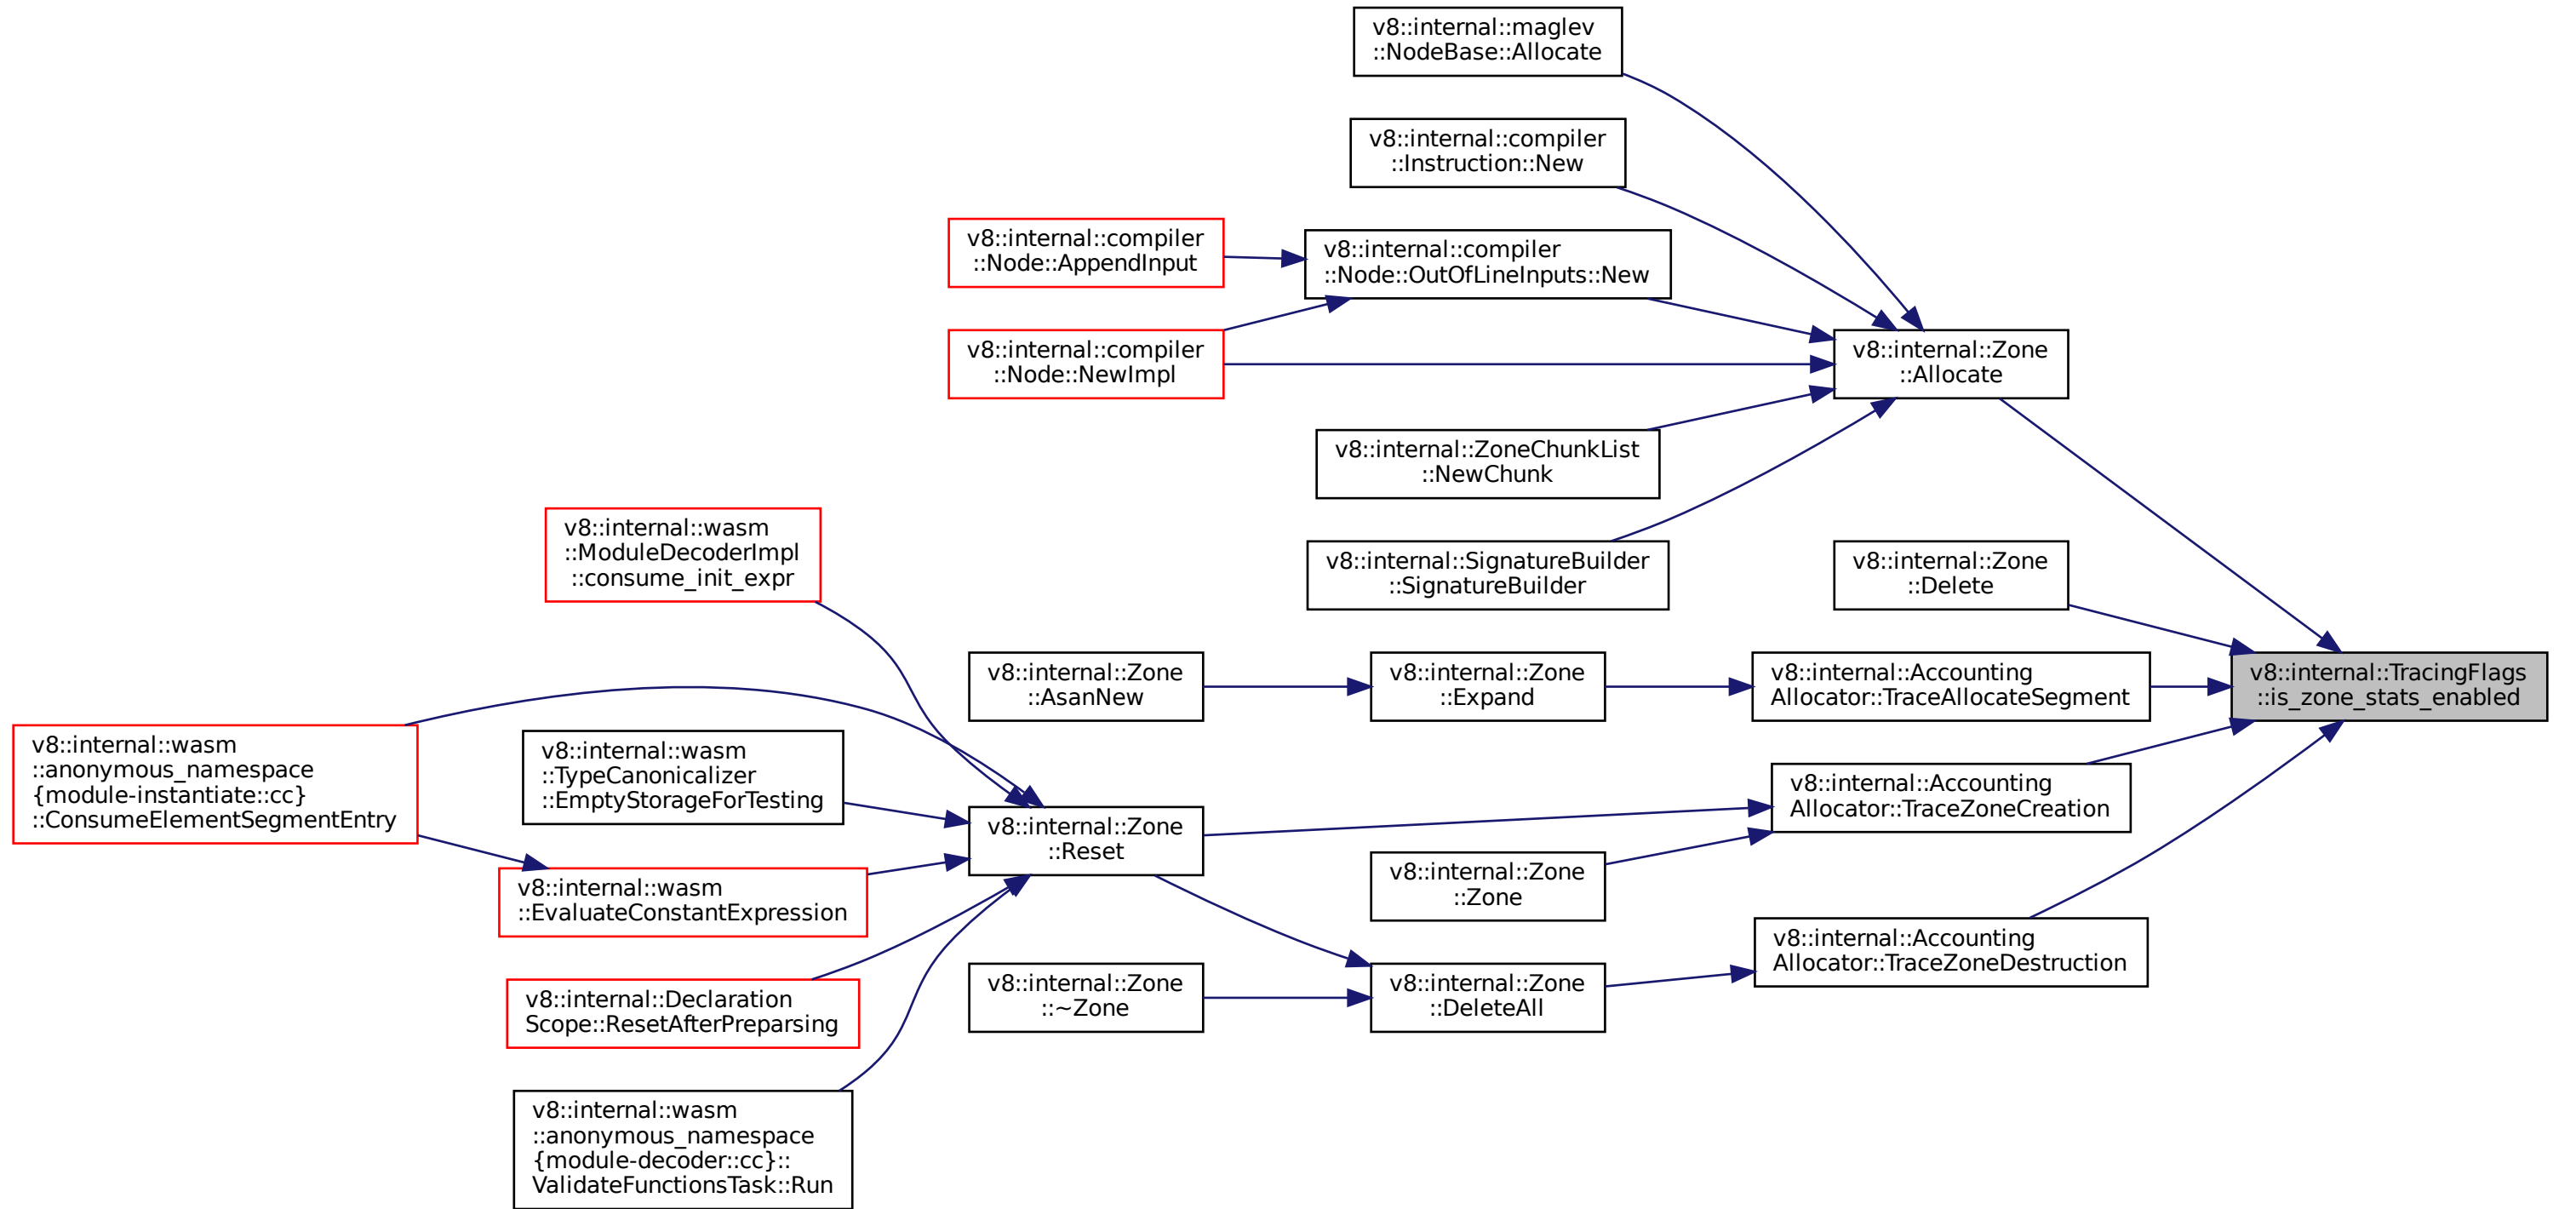 v8::internal::maglev
::NodeBase::Allocate
v8::internal::compiler
::Instruction::New
v8::internal::compiler
::Node::AppendInput
v8::internal::compiler
::Node::OutOfLineInputs::New
v8::internal::compiler
::Node::NewImpl
v8::internal::Zone
::Allocate
v8::internal::ZoneChunkList
::NewChunk
v8::internal::wasm
::ModuleDecoderImpl
::consume_init_expr
v8::internal::SignatureBuilder
::SignatureBuilder
v8::internal::Zone
::Delete
v8::internal::Zone
::AsanNew
v8::internal::Zone
::Expand
v8::internal::Accounting
Allocator::TraceAllocateSegment
v8::internal::TracingFlags
::is_zone_stats_enabled
v8::internal::wasm
::anonymous_namespace
{module-instantiate::cc}
::ConsumeElementSegmentEntry
v8::internal::wasm
::TypeCanonicalizer
::EmptyStorageForTesting
v8::internal::Accounting
Allocator::TraceZoneCreation
v8::internal::Zone
::Reset
v8::internal::Zone
::Zone
v8::internal::wasm
::EvaluateConstantExpression
v8::internal::Accounting
Allocator::TraceZoneDestruction
v8::internal::Declaration
Scope::ResetAfterPreparsing
v8::internal::Zone
::~Zone
v8::internal::Zone
::DeleteAll
v8::internal::wasm
::anonymous_namespace
{module-decoder::cc}::
ValidateFunctionsTask::Run